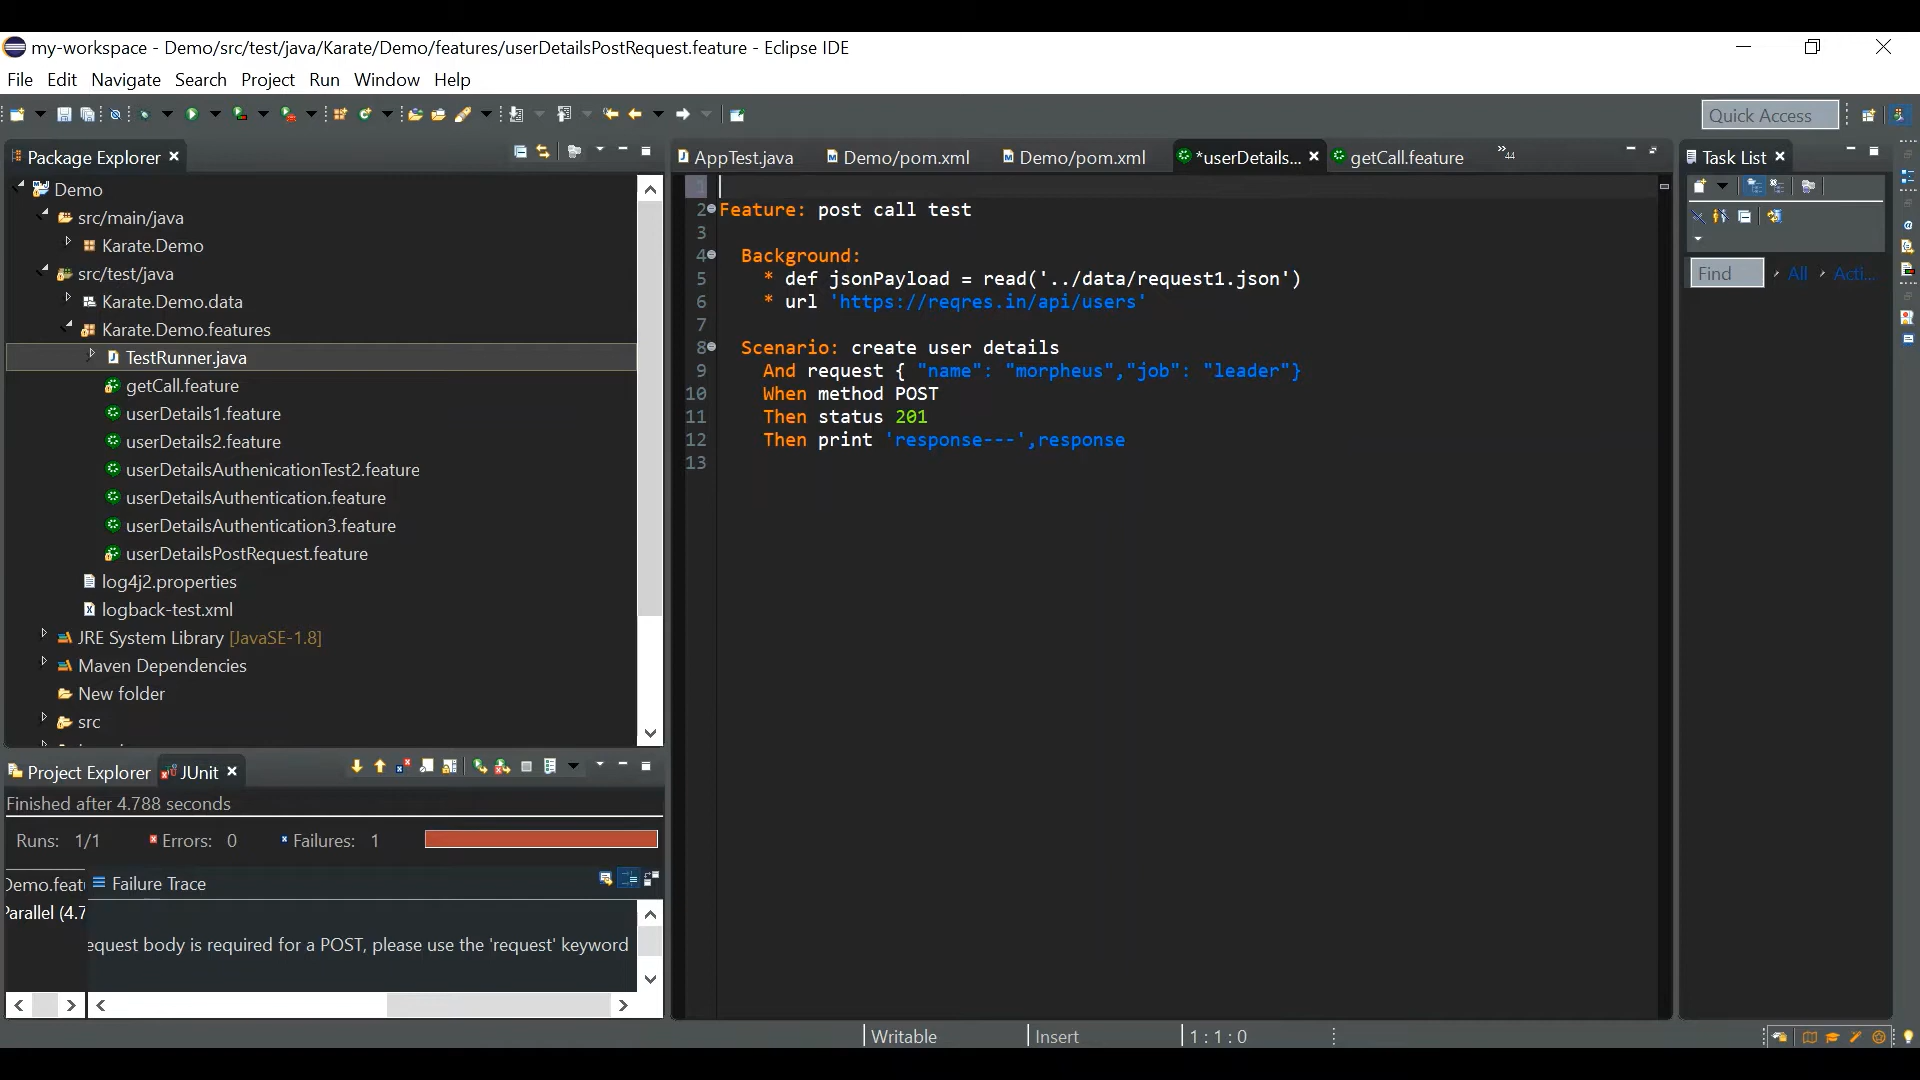 my-workspace - Demo/src/test/java/Karate/Demo/features/userDetailsPostRequest.feature - Eclipse IDE
File Edit Navigate Search Project Run Window Help
Quick Access
Package Explorer
Demo
src/main/java
Karate.Demo
src/test/java
Karate.Demo.data
Karate.Demo.features
TestRunner.java
getCall.feature
userDetails1.feature
userDetails2.feature
userDetailsAuthenicationTest2.feature
userDetailsAuthentication.feature
userDetailsAuthentication3.feature
userDetailsPostRequest.feature
log4j2.properties
logback-test.xml
JRE System Library [JavaSE-1.8]
Maven Dependencies
New folder
src
AppTest.java Demo/pom.xml Demo/pom.xml *userDetails... getCall.feature »44
1
2 Feature: post call test
3
4 Background:
5 * def jsonPayload = read('../data/request1.json')
6 * url 'https://reqres.in/api/users'
7
8 Scenario: create user details
9 And request { "name": "morpheus","job": "leader"}
10 When method POST
11 Then status 201
12 Then print 'response---',response
13
Task List
Find All Acti...
Project Explorer JUnit
Finished after 4.788 seconds
Runs: 1/1 Errors: 0 Failures: 1
Demo.feat
Parallel (4.7
Failure Trace
equest body is required for a POST, please use the 'request' keyword
Writable Insert 1 : 1 : 0